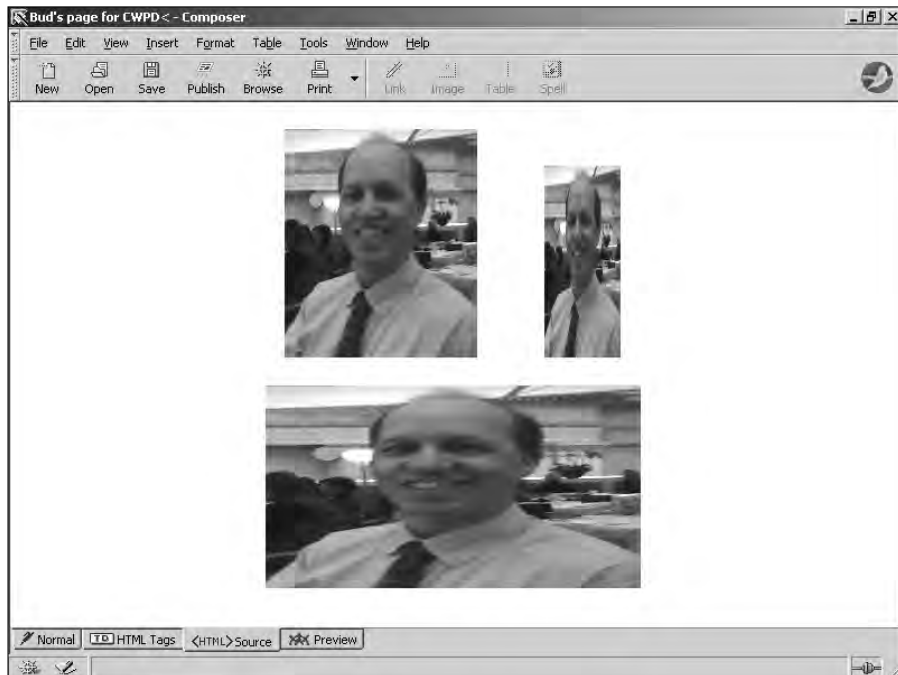 Bud's page for CWPD< - Composer
File Edit View Insert Format Table Tools Window Help
New Open Save Publish Browse Print Link Image Table Spell
Normal TD HTML Tags <HTML> Source Preview